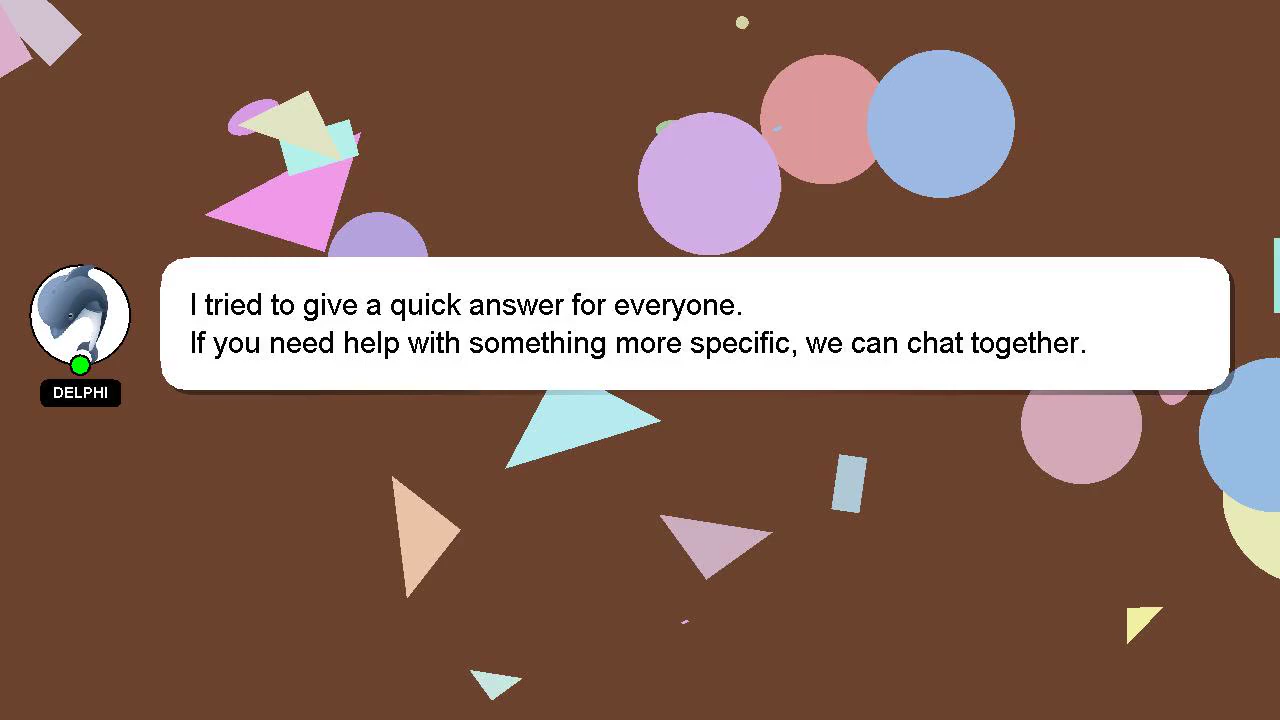 I tried to give a quick answer for everyone.
If you need help with something more specific, we can chat together.
DELPHI